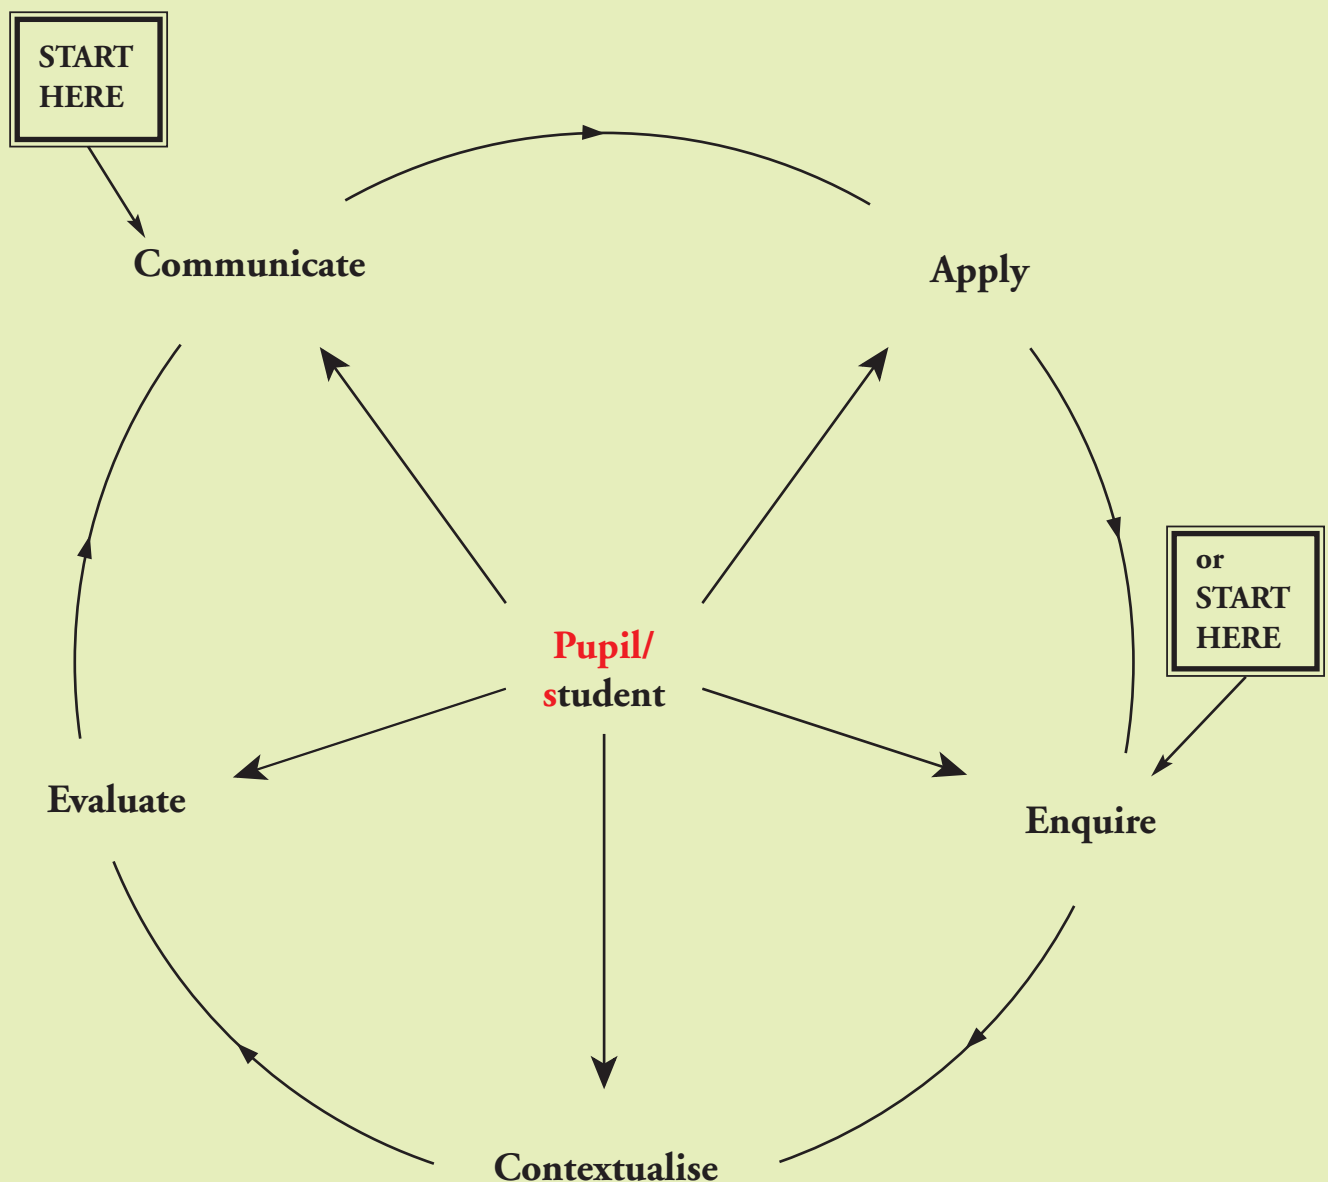 START
HERE
Communicate
Apply
or
START
HERE
Pupil/
student
Evaluate
Enquire
Contextualise